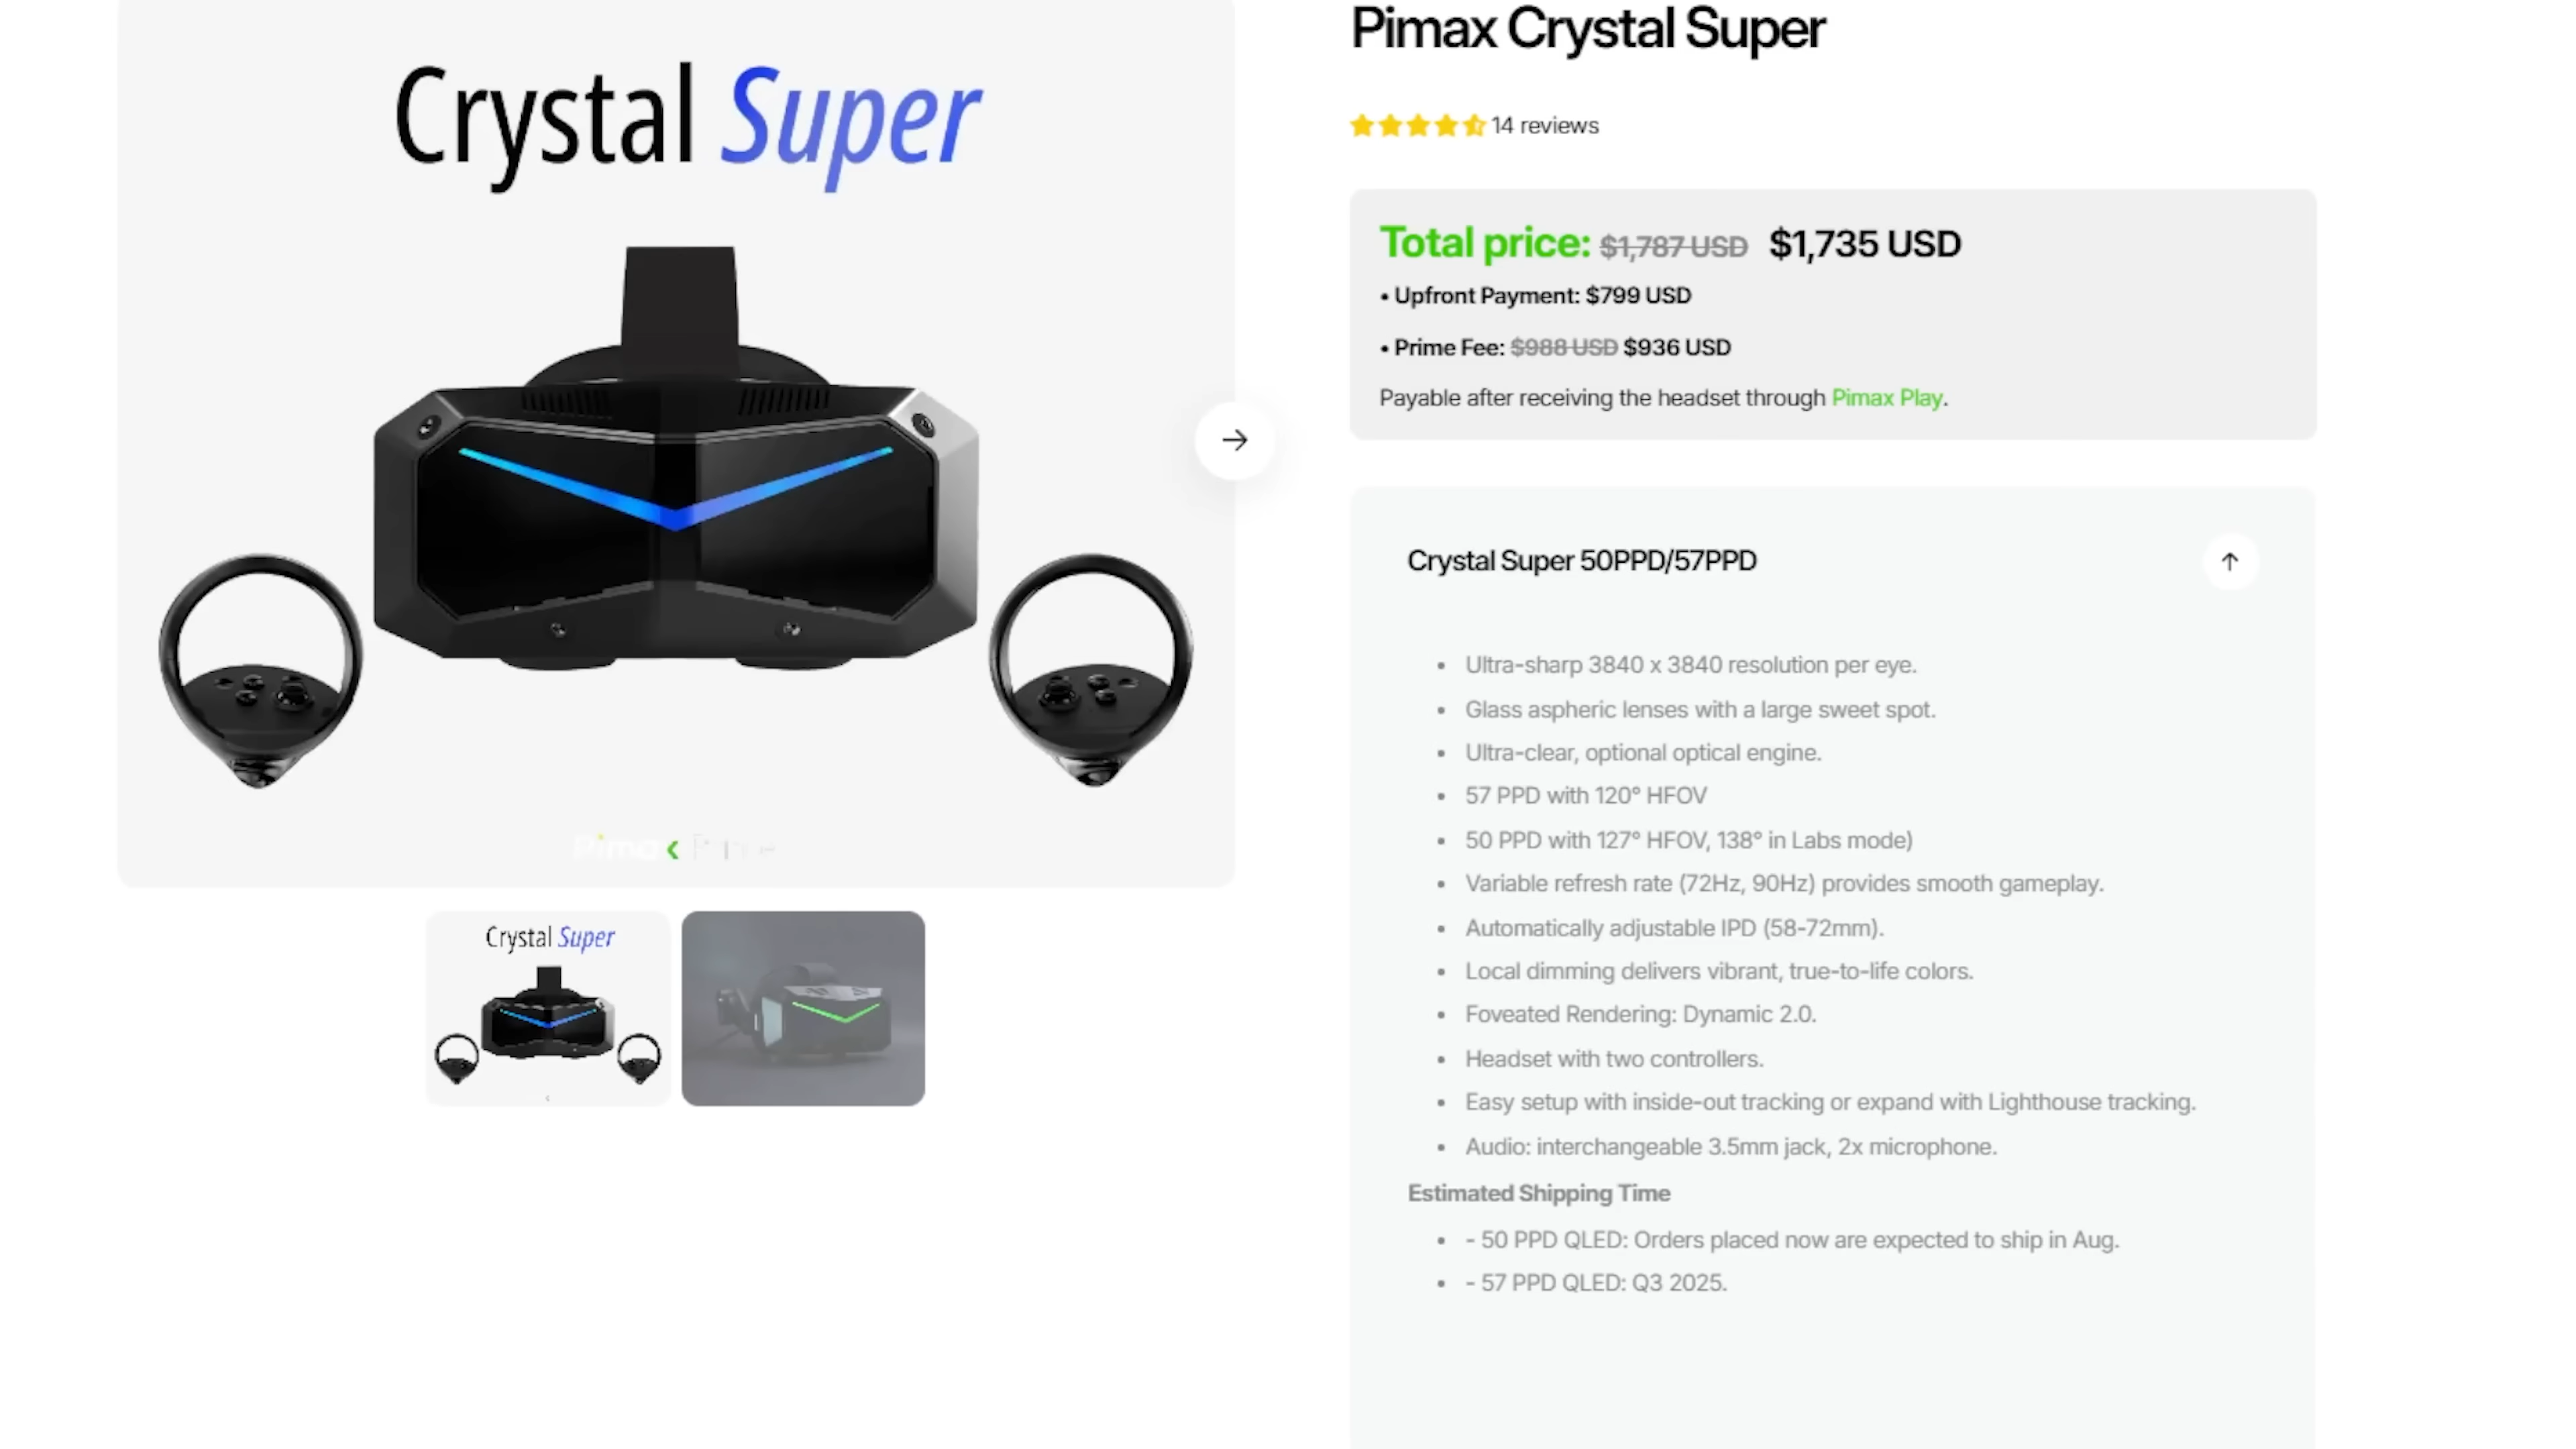 Crystal Super
Crystal Super
Pimax Crystal Super
14 reviews
Total price: $1,787 USD $1,735 USD
• Upfront Payment: $799 USD
• Prime Fee: $988 USD $936 USD
Payable after receiving the headset through Pimax Play.
Crystal Super 50PPD/57PPD
• Ultra-sharp 3840 x 3840 resolution per eye.
• Glass aspheric lenses with a large sweet spot.
• Ultra-clear, optional optical engine.
• 57 PPD with 120° HFOV
• 50 PPD with 127° HFOV, 138° in Labs mode)
• Variable refresh rate (72Hz, 90Hz) provides smooth gameplay.
• Automatically adjustable IPD (58-72mm).
• Local dimming delivers vibrant, true-to-life colors.
• Foveated Rendering: Dynamic 2.0.
• Headset with two controllers.
• Easy setup with inside-out tracking or expand with Lighthouse tracking.
• Audio: interchangeable 3.5mm jack, 2x microphone.
Estimated Shipping Time
• - 50 PPD QLED: Orders placed now are expected to ship in Aug.
• - 57 PPD QLED: Q3 2025.